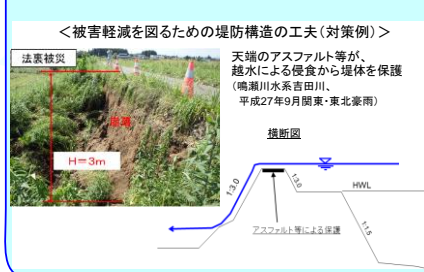 ＜被害軽減を図るための堤防構造の工夫(対策例)＞
法裏被災
天端のアスファルト等が、
越水による侵食から堤体を保護
(鳴瀬川水系吉田川、
平成27年9月関東・東北豪雨)
崩落
H=3m
横断図
1:3.0
1:3.0
HWL
1:1.5
アスファルト等による保護